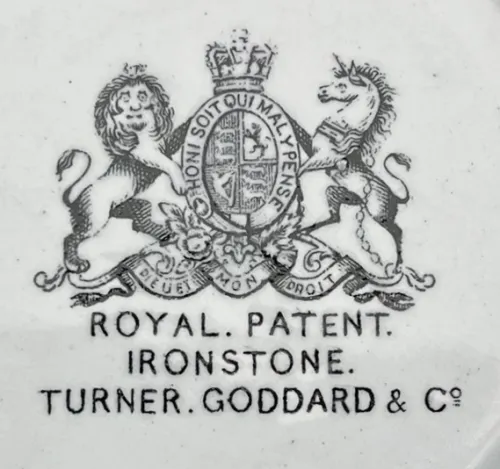 HONI SOIT QUI MAL Y PENSE
DIEU ET MON DROIT
ROYAL. PATENT.
IRONSTONE.
TURNER. GODDARD & Cº